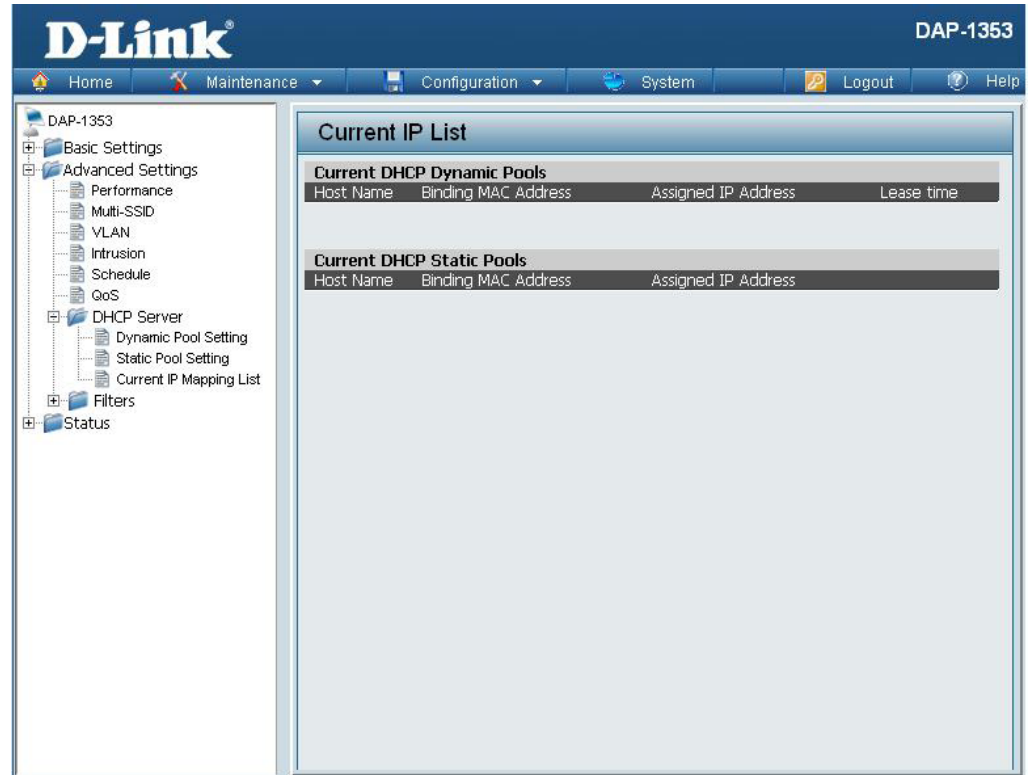 D-Link®
DAP-1353
Home Maintenance Configuration System Logout Help
DAP-1353
Basic Settings
Advanced Settings
Performance
Multi-SSID
VLAN
Intrusion
Schedule
QoS
DHCP Server
Dynamic Pool Setting
Static Pool Setting
Current IP Mapping List
Filters
Status
Current IP List
Current DHCP Dynamic Pools
Host Name Binding MAC Address Assigned IP Address Lease time
Current DHCP Static Pools
Host Name Binding MAC Address Assigned IP Address